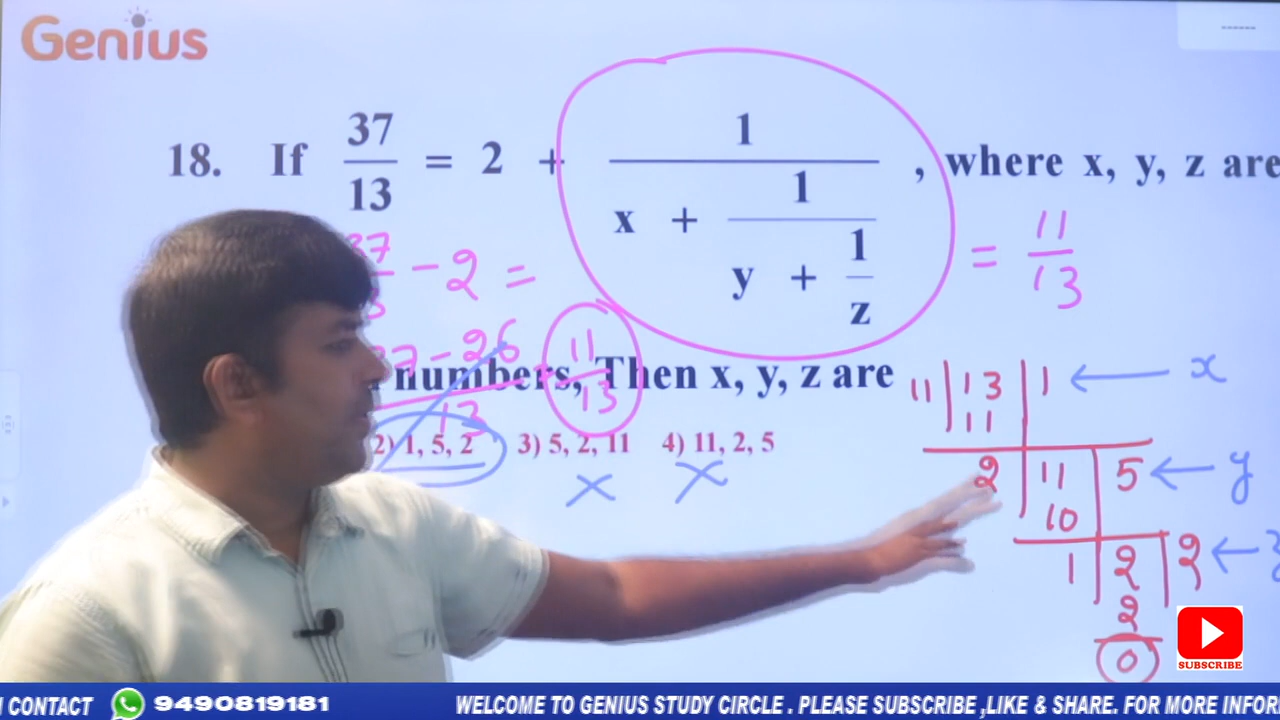 Genius
18. If 37/13 = 2 + 1/(x + 1/(y + 1/z)), where x, y, z are
= 11/13
- 2 =
- 26
13
11/13
numbers, Then x, y, z are
2) 1, 5, 2 3) 5, 2, 11 4) 11, 2, 5
x x
11 13 1 ← x
11
2 11 5 ← y
10
1 2 2 ←
2
0
SUBSCRIBE
CONTACT 9490819181 WELCOME TO GENIUS STUDY CIRCLE . PLEASE SUBSCRIBE ,LIKE & SHARE. FOR MORE